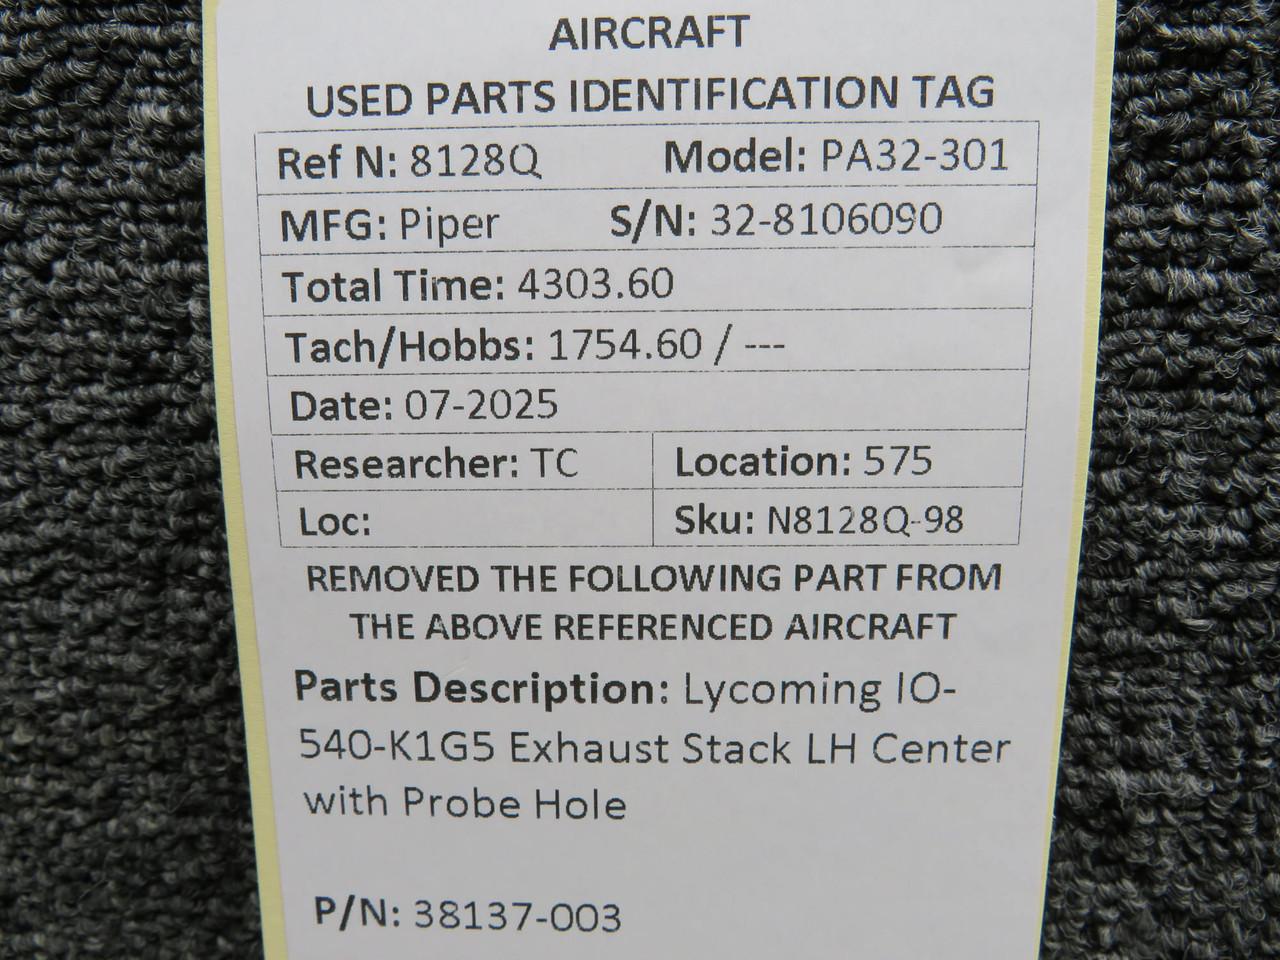 AIRCRAFT
USED PARTS IDENTIFICATION TAG
Ref N: 8128Q Model: PA32-301
MFG: Piper S/N: 32-8106090
Total Time: 4303.60
Tach/Hobbs: 1754.60 / ---
Date: 07-2025
Researcher: TC Location: 575
Loc: Sku: N8128Q-98
REMOVED THE FOLLOWING PART FROM
THE ABOVE REFERENCED AIRCRAFT
Parts Description: Lycoming IO-
540-K1G5 Exhaust Stack LH Center
with Probe Hole
P/N: 38137-003